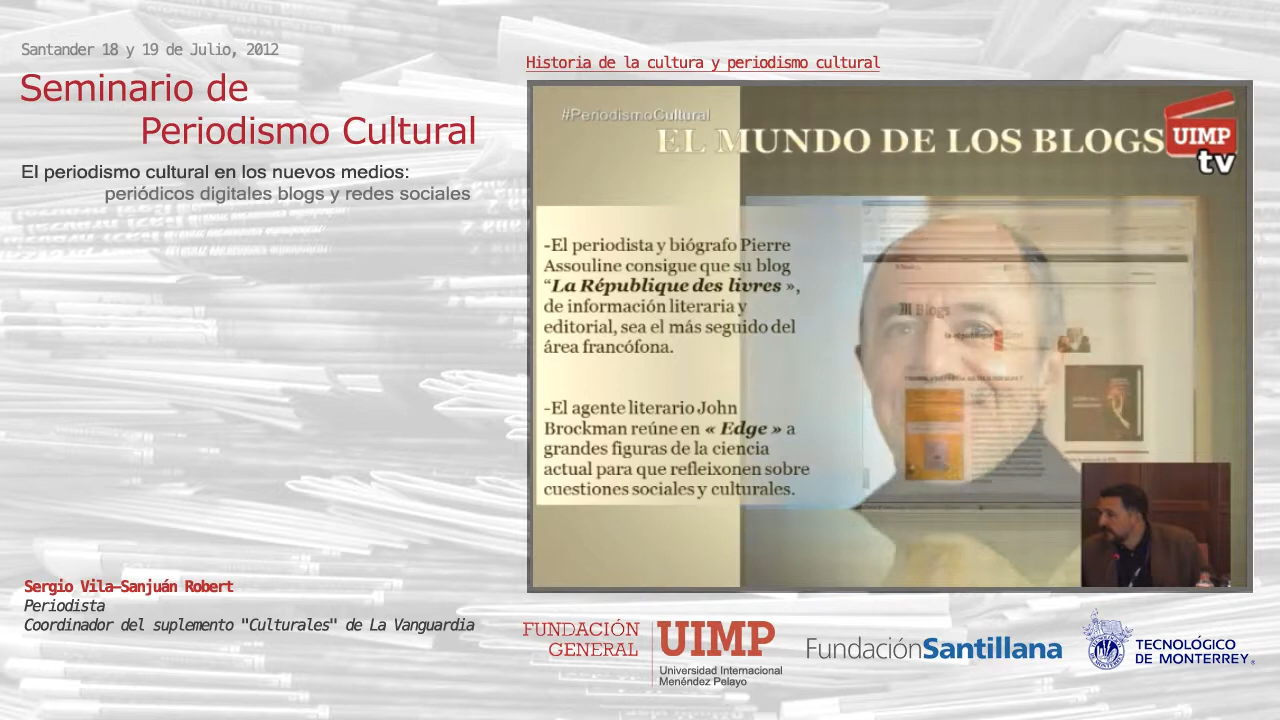 Santander 18 y 19 de Julio, 2012
Seminario de
Periodismo Cultural
El periodismo cultural en los nuevos medios:
periódicos digitales blogs y redes sociales
Historia de la cultura y periodismo cultural
#PeriodismoCultural
EL MUNDO DE LOS BLOGS
UIMP
tv
-El periodista y biógrafo Pierre
Assouline consigue que su blog
“La République des livres »,
de información literaria y
editorial, sea el más seguido del
área francófona.
-El agente literario John
Brockman reúne en « Edge » a
grandes figuras de la ciencia
actual para que refleixonen sobre
cuestiones sociales y culturales.
Blogs
Sergio Vila-Sanjuán Robert
Periodista
Coordinador del suplemento "Culturales" de La Vanguardia
FUNDACIÓN
GENERAL
UIMP
Universidad Internacional
Menéndez Pelayo
FundaciónSantillana
TECNOLÓGICO
DE MONTERREY®